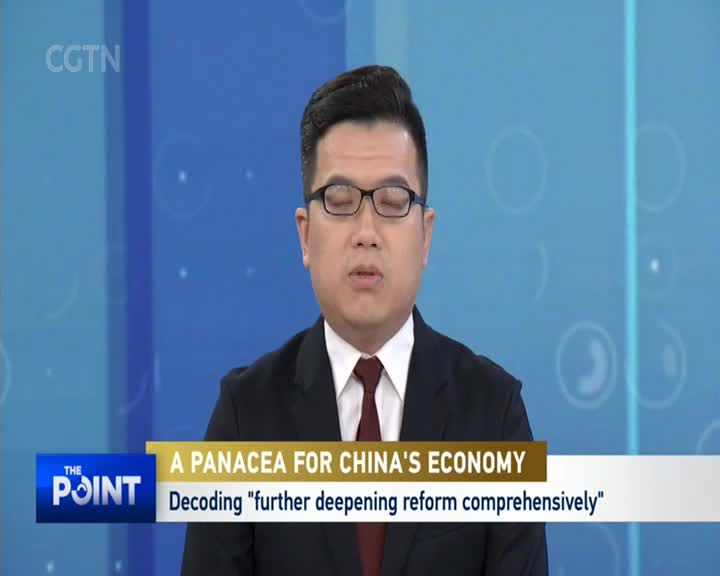 CGTN
A PANACEA FOR CHINA'S ECONOMY
THE
POINT
Decoding "further deepening reform comprehensively"